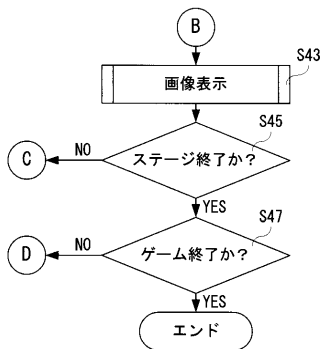 B
S43
画像表示
S45
ステージ終了か?
C
NO
YES
S47
ゲーム終了か?
D
NO
YES
エンド